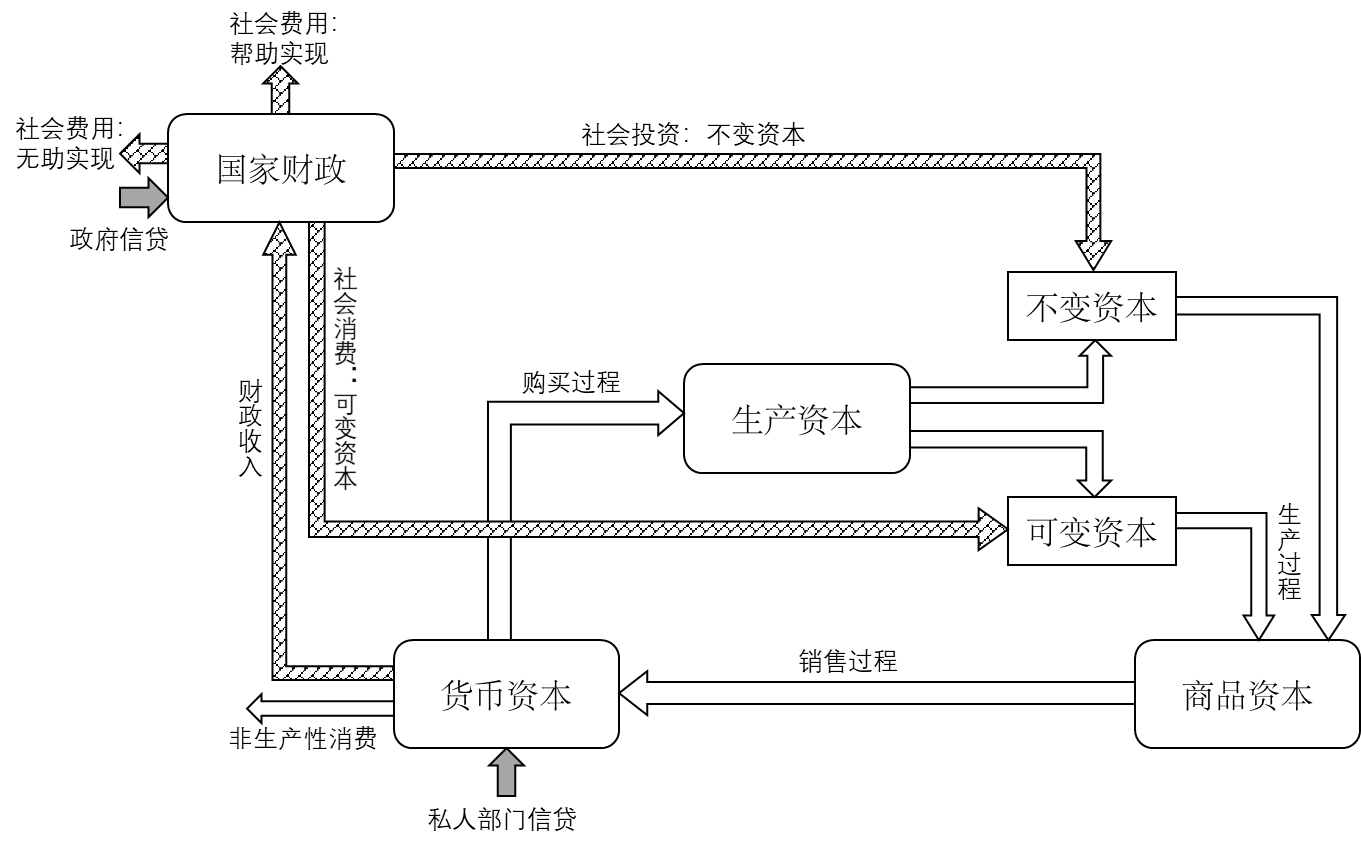 社会费用：
帮助实现
社会费用：
无助实现
国家财政
社会投资：不变资本
政府信贷
社会消费：可变资本
不变资本
财政收入
购买过程
生产资本
可变资本
生产过程
货币资本
销售过程
商品资本
非生产性消费
私人部门信贷